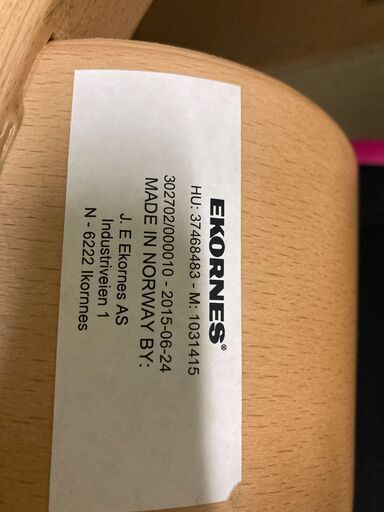 EKORNES®
HU: 37468483 - M: 1031415
302702/000010 - 2015-06-24
MADE IN NORWAY BY:
J. E Ekornes AS
Industriveien 1
N - 6222 Ikornnes